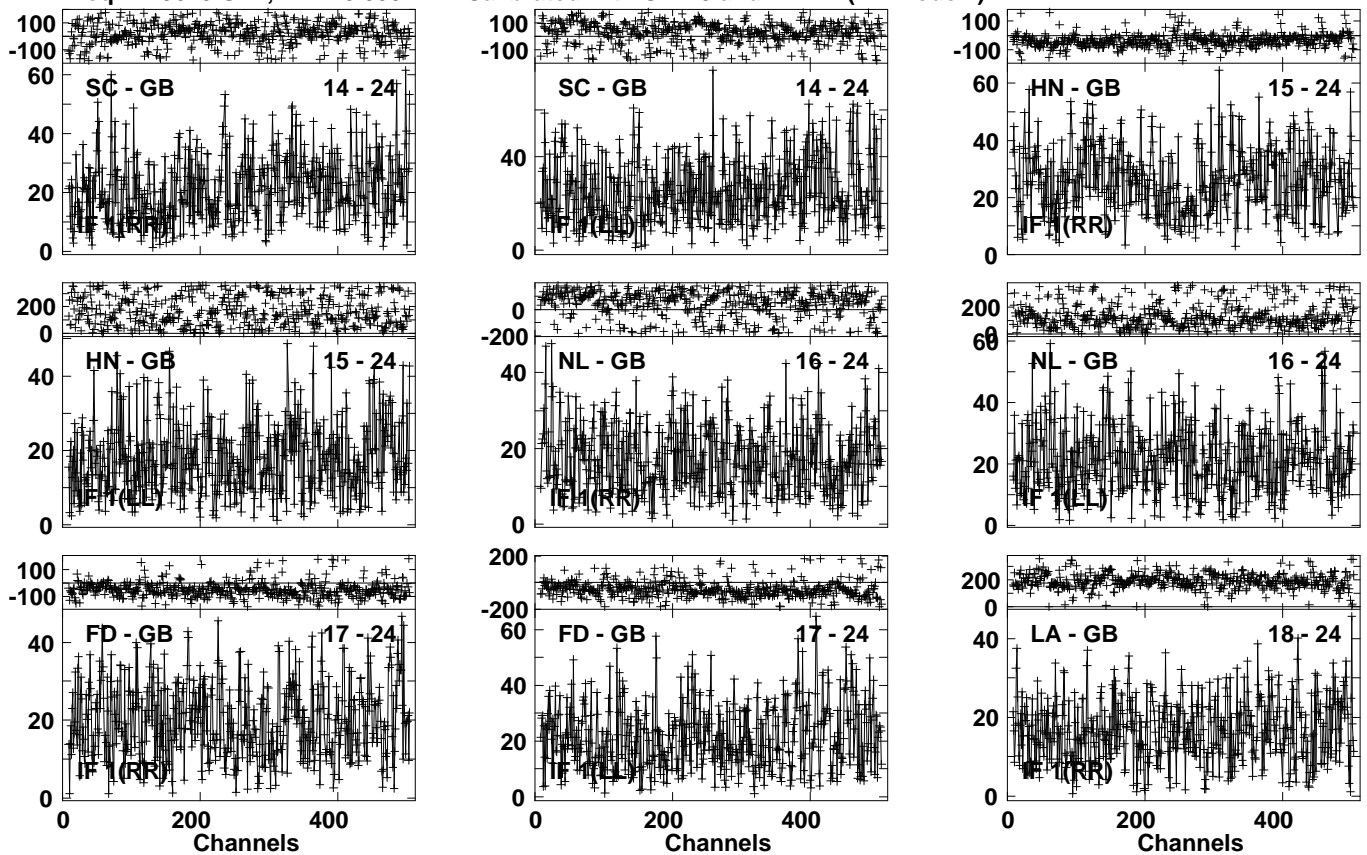 100
-100
60
40
20
0
SC - GB 14 - 24
IF 1(RR)
100
-100
40
0
SC - GB 14 - 24
IF 1(LL)
100
-100
60
40
20
0
HN - GB 15 - 24
IF 1(RR)
200
0
40
20
0
HN - GB 15 - 24
IF 1(LL)
0
-200
40
20
0
NL - GB 16 - 24
IF 1(RR)
200
0
60
40
20
0
NL - GB 16 - 24
IF 1(LL)
100
-100
40
20
0
FD - GB 17 - 24
IF 1(RR)
200
-200
60
40
20
0
FD - GB 17 - 24
IF 1(LL)
200
0
40
20
0
LA - GB 18 - 24
IF 1(RR)
0 200 400
Channels
0 200 400
Channels
0 200 400
Channels